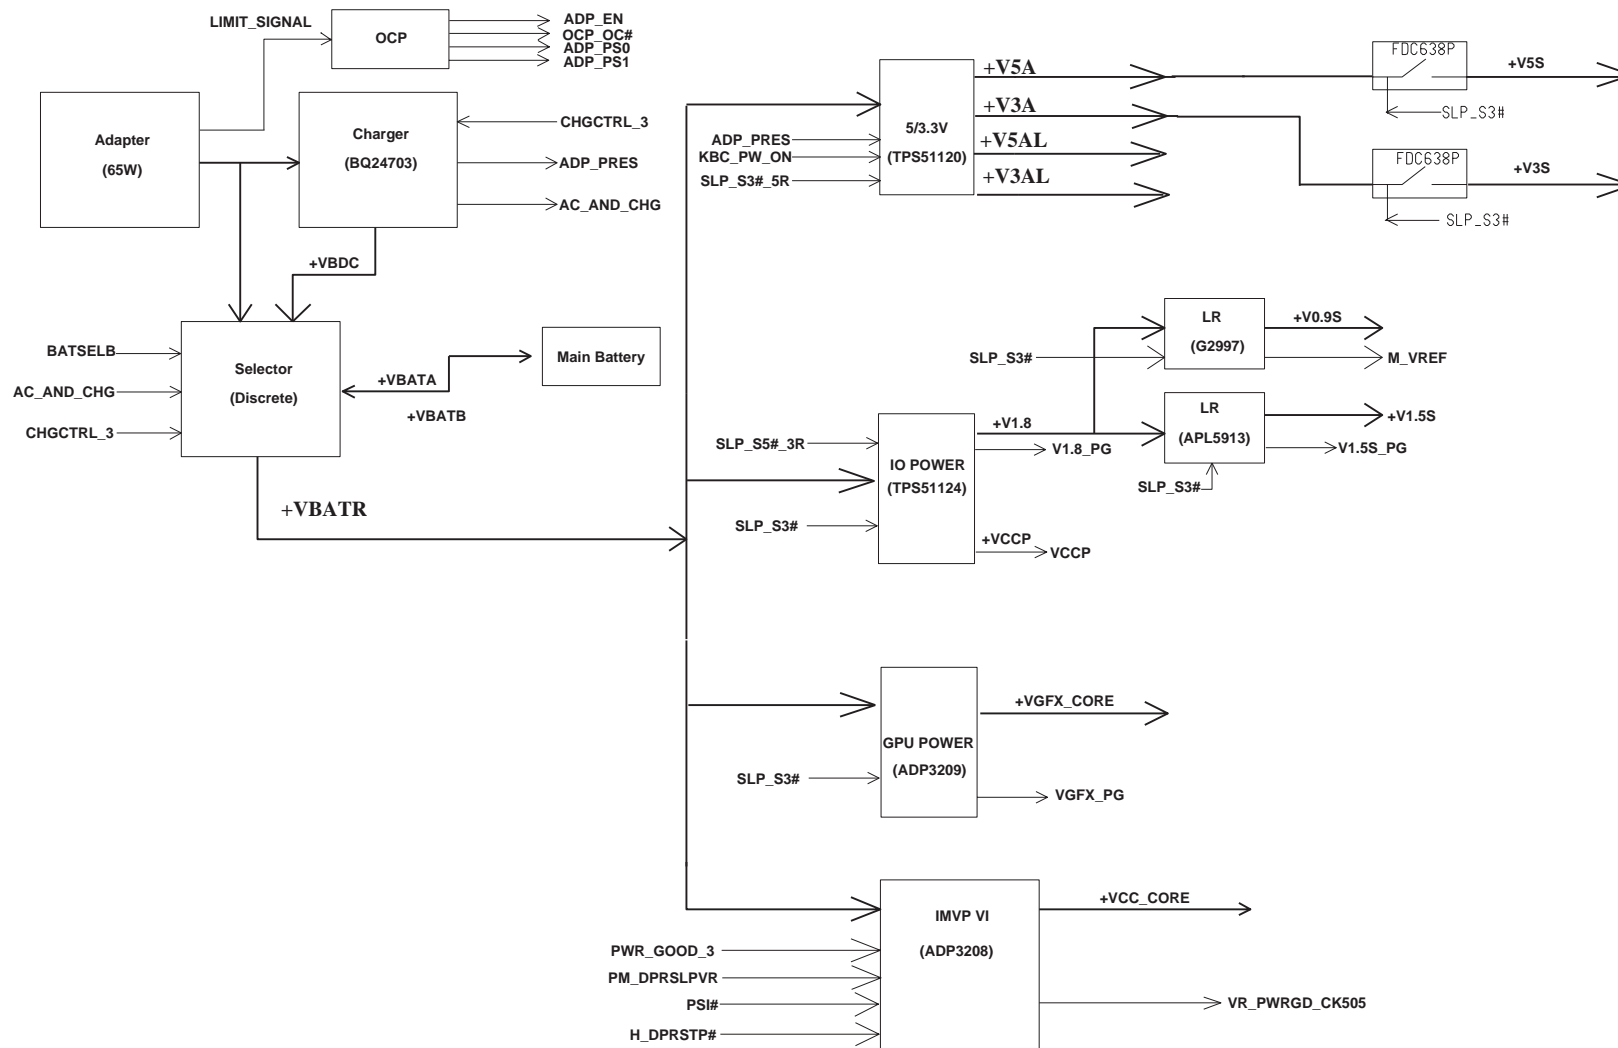 LIMIT_SIGNAL
OCP
ADP_EN
OCP_OC#
ADP_PS0
ADP_PS1
Adapter
(65W)
Charger
(BQ24703)
CHGCTRL_3
ADP_PRES
AC_AND_CHG
+VBDC
BATSELB
AC_AND_CHG
CHGCTRL_3
Selector
(Discrete)
+VBATA
+VBATB
Main Battery
+VBATR
ADP_PRES
KBC_PW_ON
SLP_S3#_5R
5/3.3V
(TPS51120)
+V5A
+V3A
+V5AL
+V3AL
FDC638P
SLP_S3#
+V5S
FDC638P
SLP_S3#
+V3S
SLP_S3#
LR
(G2997)
+V0.9S
M_VREF
SLP_S5#_3R
SLP_S3#
IO POWER
(TPS51124)
+V1.8
V1.8_PG
+VCCP
VCCP
LR
(APL5913)
SLP_S3#
+V1.5S
V1.5S_PG
SLP_S3#
GPU POWER
(ADP3209)
+VGFX_CORE
VGFX_PG
PWR_GOOD_3
PM_DPRSLPVR
PSI#
H_DPRSTP#
IMVP VI
(ADP3208)
+VCC_CORE
VR_PWRGD_CK505